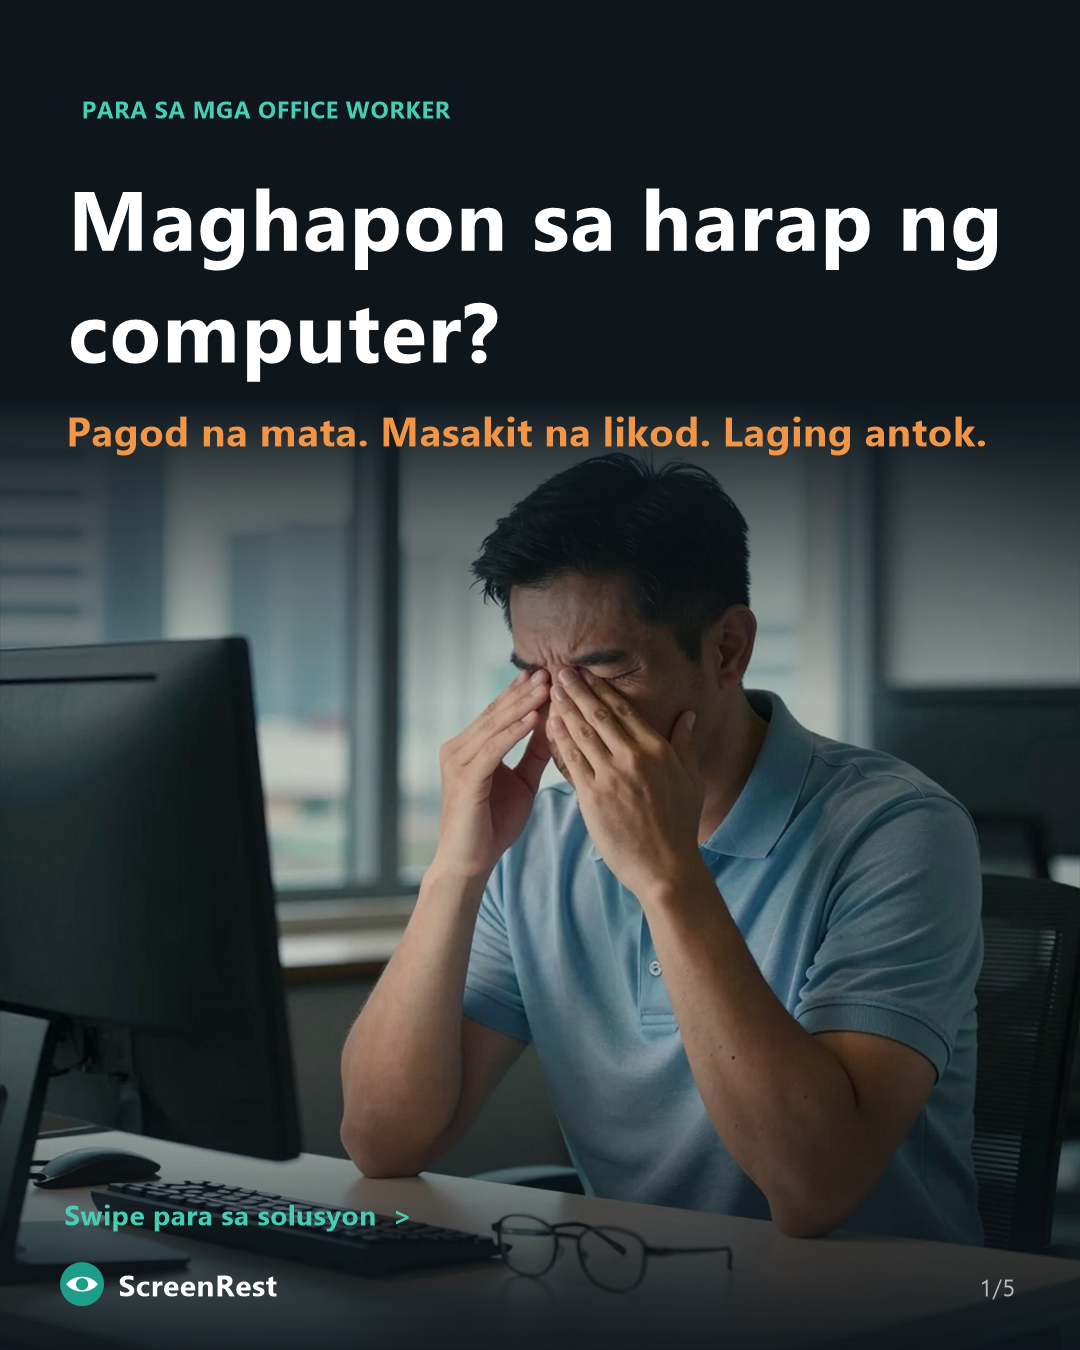 PARA SA MGA OFFICE WORKER
Maghapon sa harap ng
computer?
Pagod na mata. Masakit na likod. Laging antok.
Swipe para sa solusyon >
ScreenRest
1/5